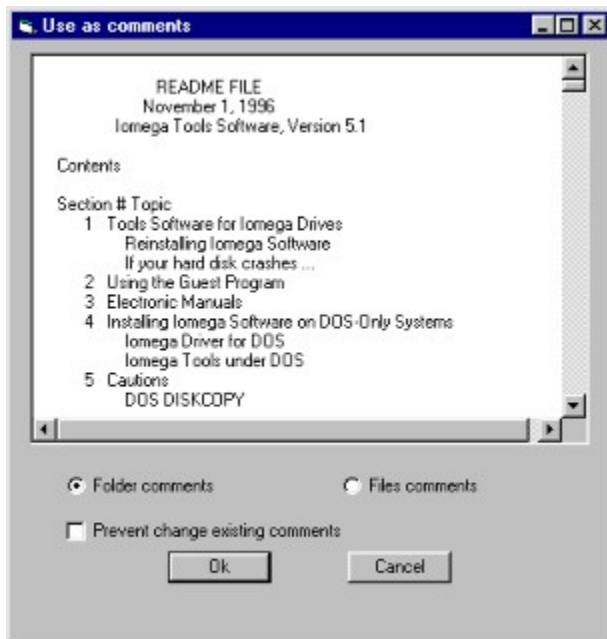 Use as comments
README FILE
November 1, 1996
Iomega Tools Software, Version 5.1
Contents
Section # Topic
1 Tools Software for Iomega Drives
Reinstalling Iomega Software
If your hard disk crashes ...
2 Using the Guest Program
3 Electronic Manuals
4 Installing Iomega Software on DOS-Only Systems
Iomega Driver for DOS
Iomega Tools under DOS
5 Cautions
DOS DISKCOPY
Folder comments
Files comments
Prevent change existing comments
Ok
Cancel